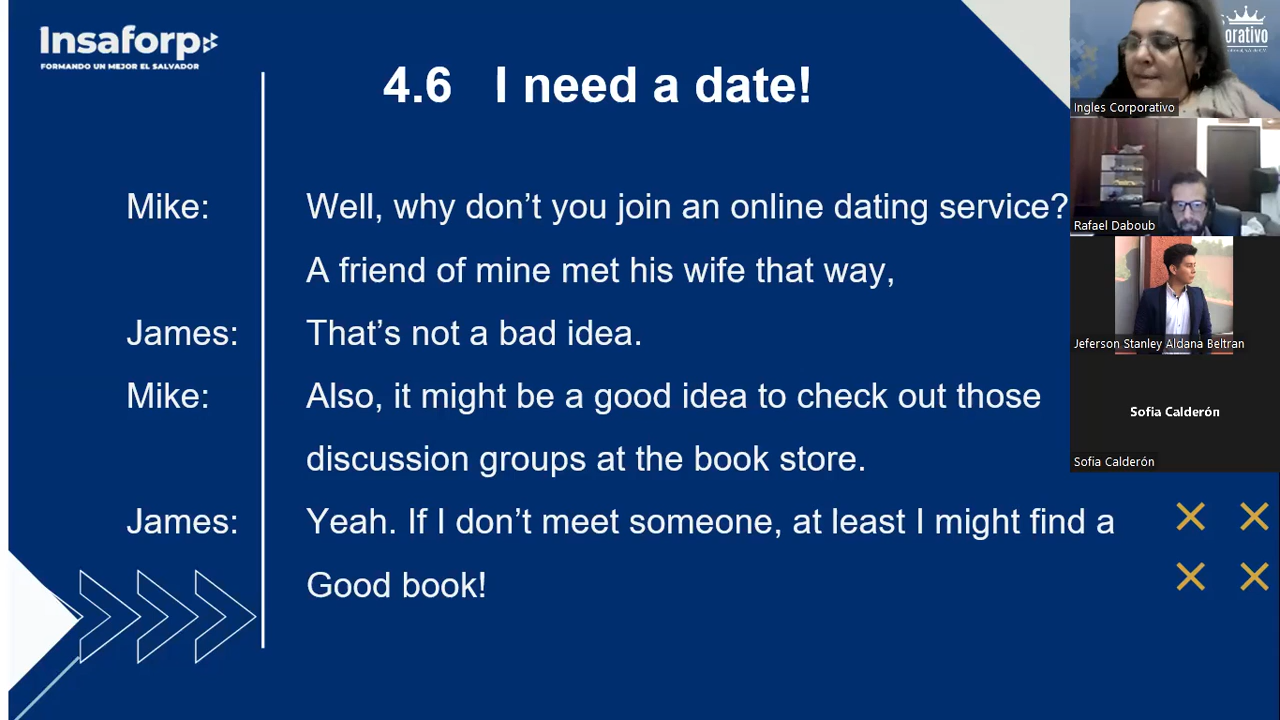 Insaforp
FORMANDO UN MEJOR EL SALVADOR
4.6 I need a date!
Mike: Well, why don't you join an online dating service?
A friend of mine met his wife that way,
James: That's not a bad idea.
Mike: Also, it might be a good idea to check out those
discussion groups at the book store.
James: Yeah. If I don't meet someone, at least I might find a
Good book!
orativo
Ingles Corporativo
Rafael Daboub
Jeferson Stanley Aldana Beltran
Sofia Calderón
Sofia Calderón